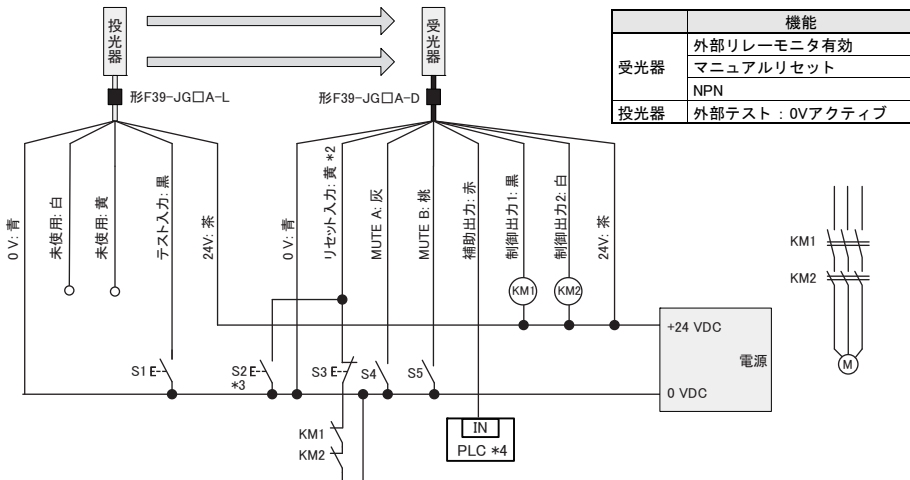 投光器
受光器
形F39-JG□A-L
形F39-JG□A-D
機能
受光器
外部リレーモニタ有効
マニュアルリセット
NPN
投光器
外部テスト：0Vアクティブ
0 V: 青
未使用: 白
未使用: 黄
テスト入力: 黒
24V: 茶
0 V: 青
リセット入力: 黄 *2
MUTE A: 灰
MUTE B: 桃
補助出力: 赤
制御出力1: 黒
制御出力2: 白
24V: 茶
KM1
KM2
KM1
KM2
M
+24 VDC
電源
0 VDC
S1
S2
*3
S3
S4
S5
KM1
KM2
IN
PLC *4